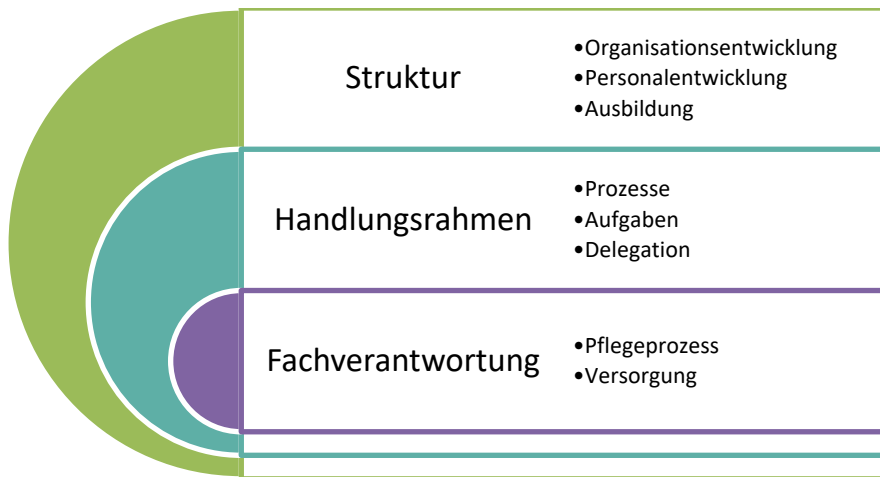 Struktur
•Organisationsentwicklung
•Personalentwicklung
•Ausbildung
Handlungsrahmen
•Prozesse
•Aufgaben
•Delegation
Fachverantwortung
•Pflegeprozess
•Versorgung